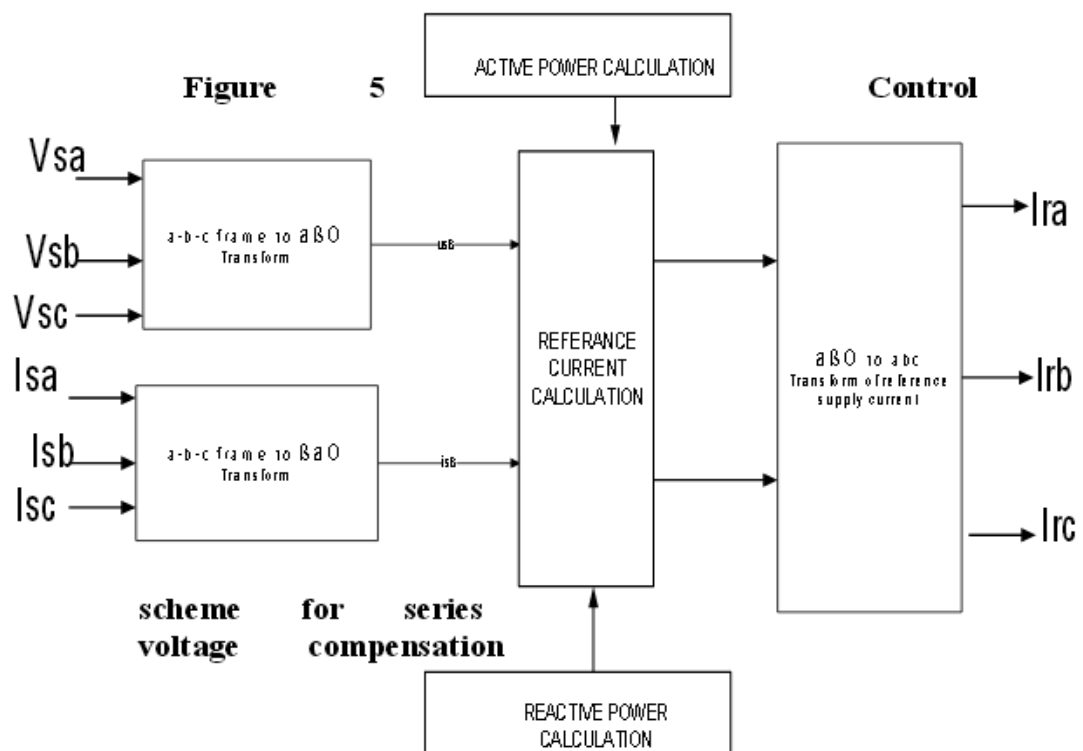 ACTIVE POWER CALCULATION
Figure 5 Control
Vsa
Vsb
Vsc
a-b-c frame to aßO
Transform
usß
Isa
Isb
Isc
a-b-c frame to ßaO
Transform
isß
REFERANCE
CURRENT
CALCULATION
aßO to abc
Transform of reference
supply current
Ira
Irb
Irc
scheme for series
voltage compensation
REACTIVE POWER
CALCULATION